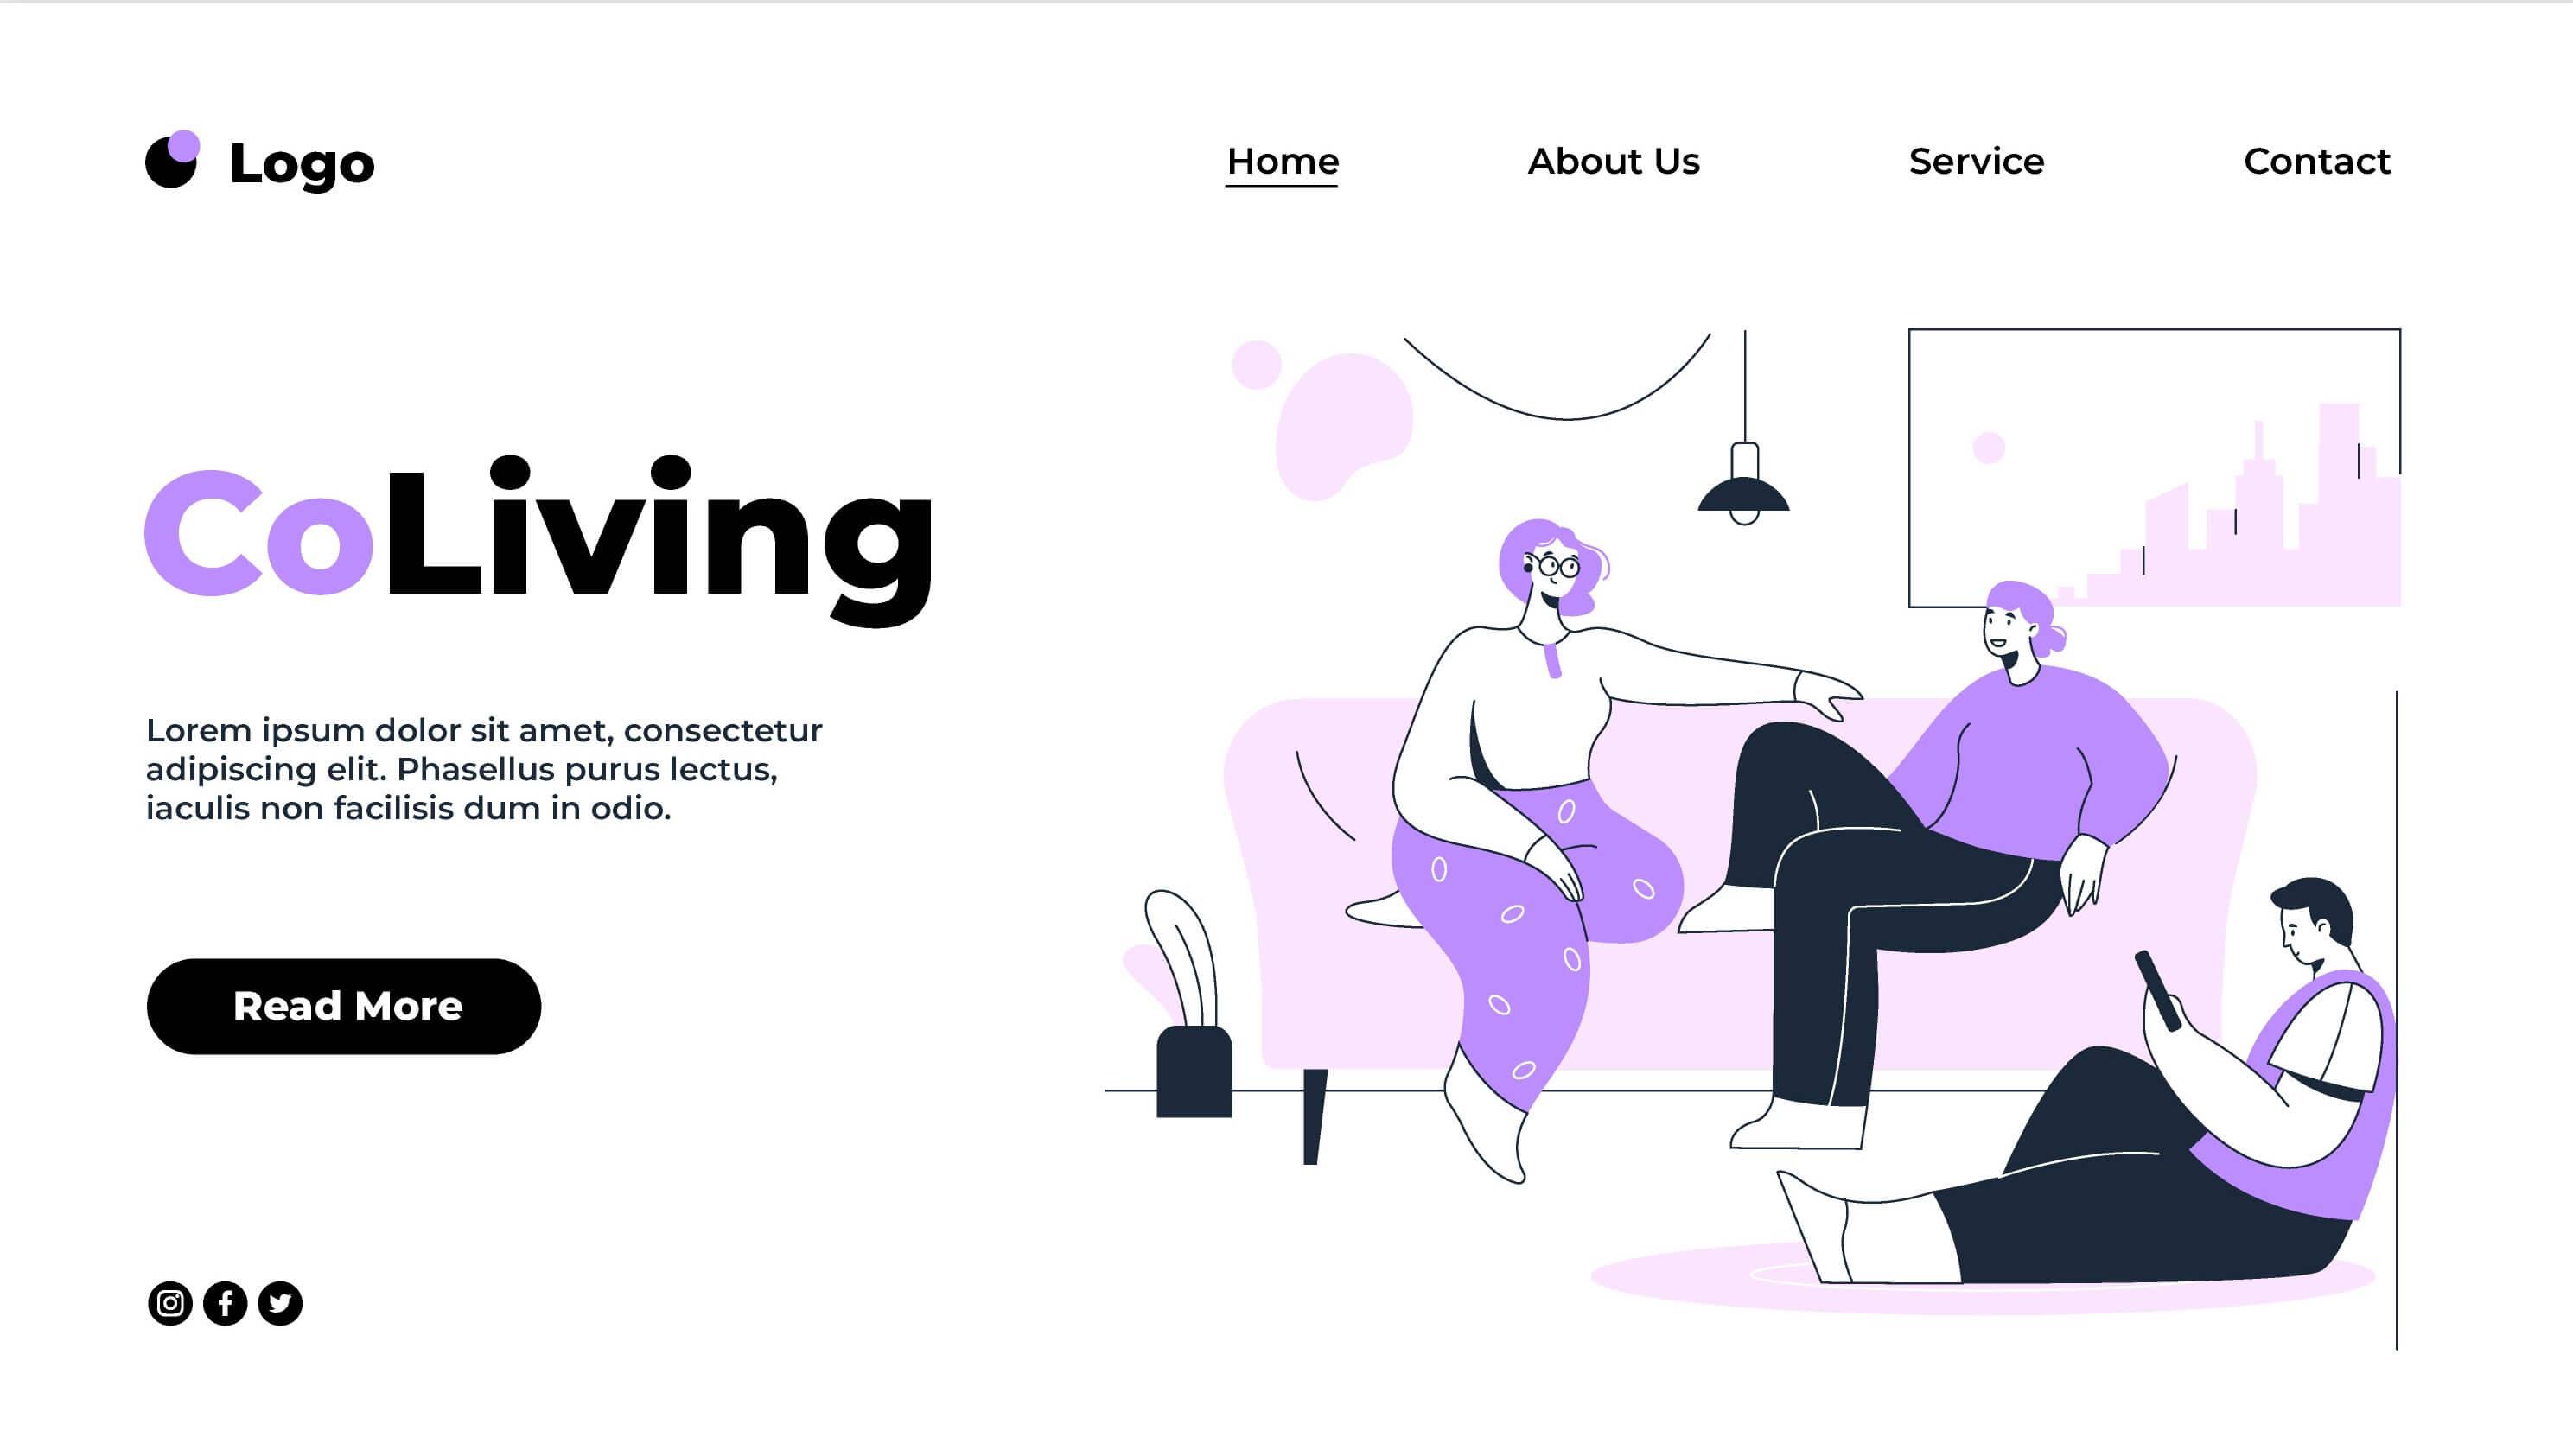 Logo
Home
About Us
Service
Contact
CoLiving
Lorem ipsum dolor sit amet, consectetur
adipiscing elit. Phasellus purus lectus,
iaculis non facilisis dum in odio.
Read More